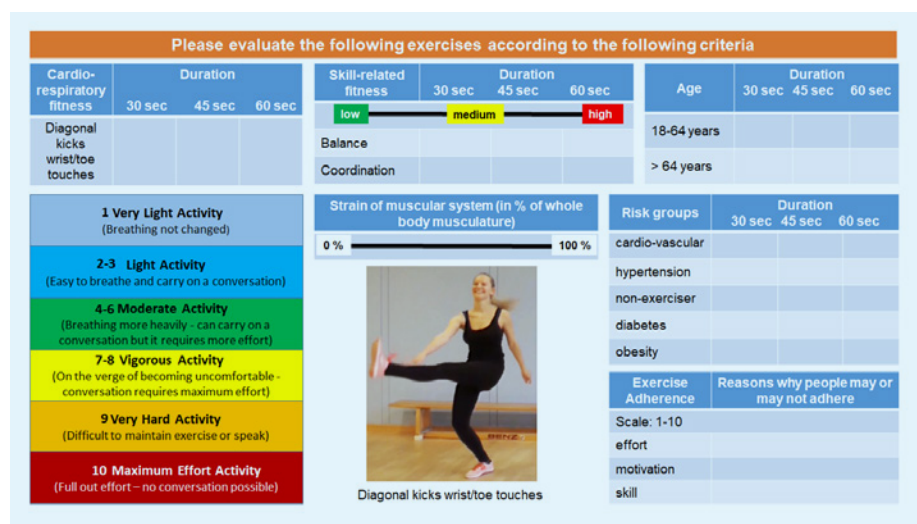 Please evaluate the following exercises according to the following criteria
Cardio-
respiratory
fitness
Duration
30 sec 45 sec 60 sec
Diagonal
kicks
wrist/toe
touches
Skill-related
fitness
Duration
30 sec 45 sec 60 sec
low medium high
Balance
Coordination
Age
Duration
30 sec 45 sec 60 sec
18-64 years
> 64 years
1 Very Light Activity
(Breathing not changed)
2-3 Light Activity
(Easy to breathe and carry on a conversation)
4-6 Moderate Activity
(Breathing more heavily - can carry on a
conversation but it requires more effort)
7-8 Vigorous Activity
(On the verge of becoming uncomfortable -
conversation requires maximum effort)
9 Very Hard Activity
(Difficult to maintain exercise or speak)
10 Maximum Effort Activity
(Full out effort – no conversation possible)
Strain of muscular system (in % of whole
body musculature)
0 % 100 %
Diagonal kicks wrist/toe touches
Risk groups
Duration
30 sec 45 sec 60 sec
cardio-vascular
hypertension
non-exerciser
diabetes
obesity
Exercise
Adherence
Reasons why people may or
may not adhere
Scale: 1-10
effort
motivation
skill